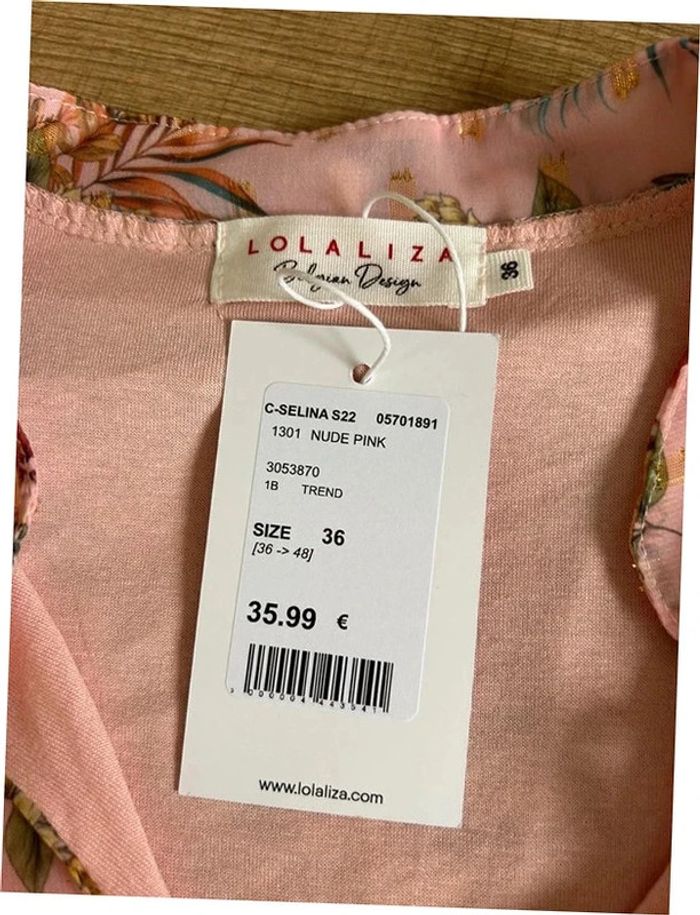 LOLALIZA
Belgian Design
36
C-SELINA S22 05701891
1301 NUDE PINK
3053870
1B TREND
SIZE 36
[36 -> 48]
35.99 €
www.lolaliza.com